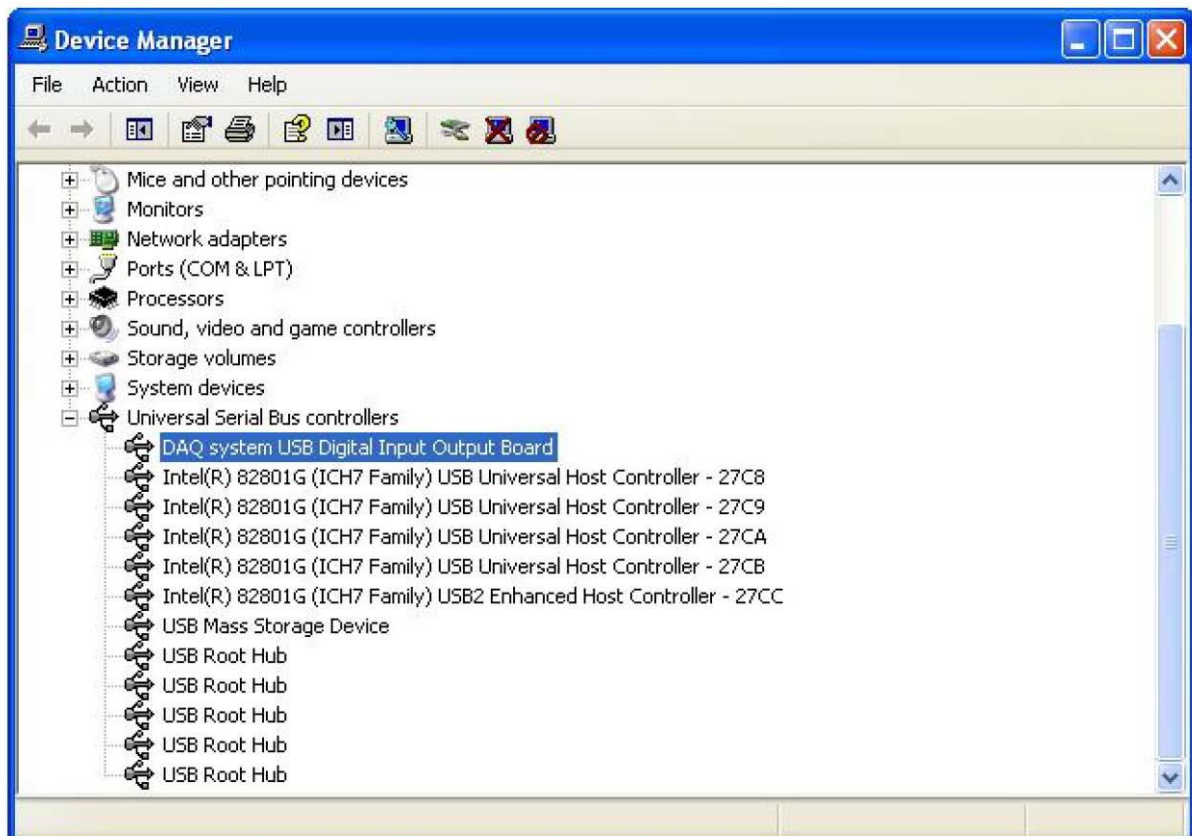 Device Manager
File Action View Help
Mice and other pointing devices
Monitors
Network adapters
Ports (COM & LPT)
Processors
Sound, video and game controllers
Storage volumes
System devices
Universal Serial Bus controllers
DAQ system USB Digital Input Output Board
Intel(R) 82801G (ICH7 Family) USB Universal Host Controller - 27C8
Intel(R) 82801G (ICH7 Family) USB Universal Host Controller - 27C9
Intel(R) 82801G (ICH7 Family) USB Universal Host Controller - 27CA
Intel(R) 82801G (ICH7 Family) USB Universal Host Controller - 27CB
Intel(R) 82801G (ICH7 Family) USB2 Enhanced Host Controller - 27CC
USB Mass Storage Device
USB Root Hub
USB Root Hub
USB Root Hub
USB Root Hub
USB Root Hub